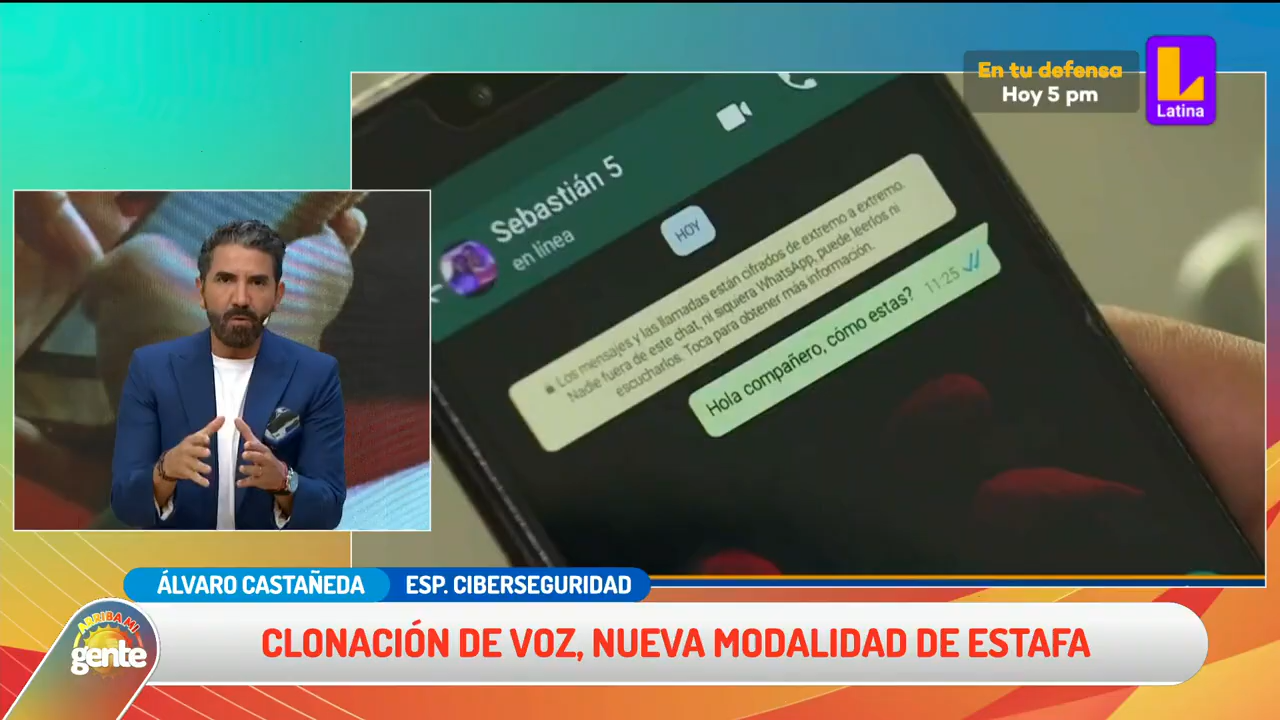 En tu defensa
Hoy 5 pm
Latina
Sebastián 5
en línea
HOY
Los mensajes y las llamadas están cifrados de extremo a extremo.
Nadie fuera de este chat, ni siquiera WhatsApp, puede leerlos ni
escucharlos. Toca para obtener más información.
Hola compañero, cómo estas? 11:25
ÁLVARO CASTAÑEDA ESP. CIBERSEGURIDAD
ARRIBA MI
gente
CLONACIÓN DE VOZ, NUEVA MODALIDAD DE ESTAFA